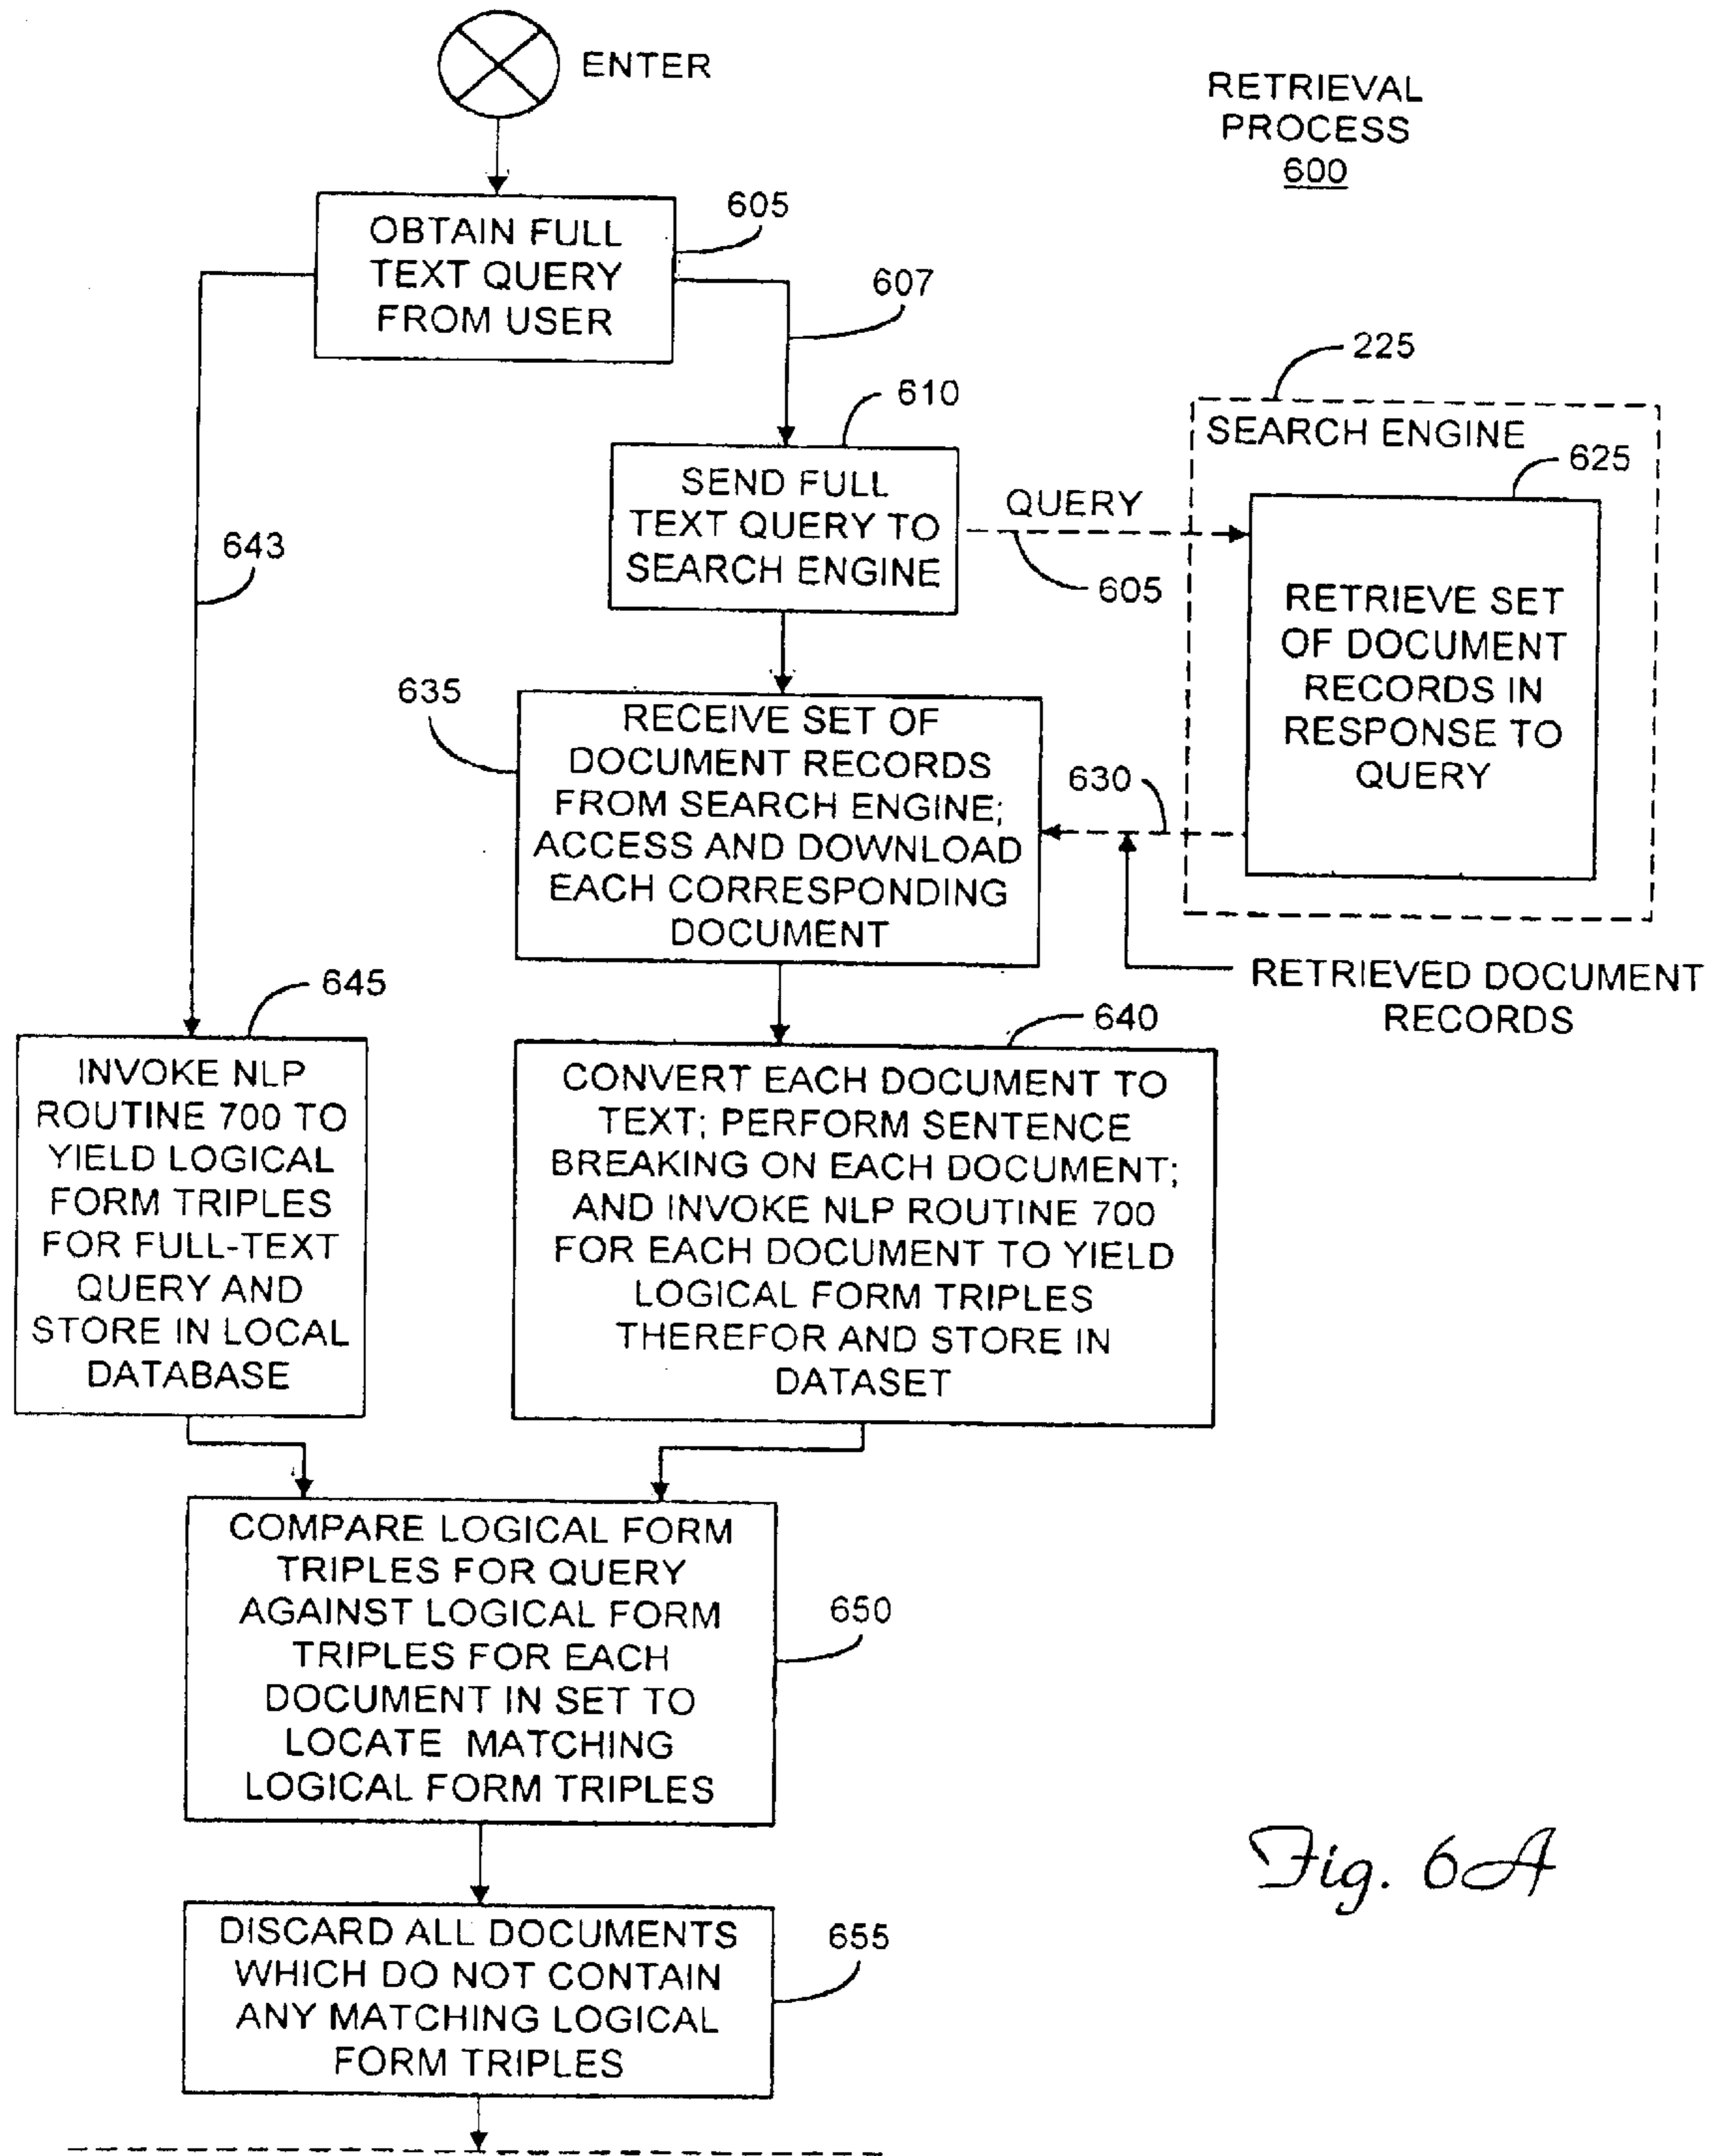 ENTER
RETRIEVAL
PROCESS
600
OBTAIN FULL
TEXT QUERY
FROM USER
605
607
643
610
SEND FULL
TEXT QUERY TO
SEARCH ENGINE
QUERY
605
225
SEARCH ENGINE
625
RETRIEVE SET
OF DOCUMENT
RECORDS IN
RESPONSE TO
QUERY
635
RECEIVE SET OF
DOCUMENT RECORDS
FROM SEARCH ENGINE;
ACCESS AND DOWNLOAD
EACH CORRESPONDING
DOCUMENT
630
RETRIEVED DOCUMENT
RECORDS
645
INVOKE NLP
ROUTINE 700 TO
YIELD LOGICAL
FORM TRIPLES
FOR FULL-TEXT
QUERY AND
STORE IN LOCAL
DATABASE
640
CONVERT EACH DOCUMENT TO
TEXT; PERFORM SENTENCE
BREAKING ON EACH DOCUMENT;
AND INVOKE NLP ROUTINE 700
FOR EACH DOCUMENT TO YIELD
LOGICAL FORM TRIPLES
THEREFOR AND STORE IN
DATASET
COMPARE LOGICAL FORM
TRIPLES FOR QUERY
AGAINST LOGICAL FORM
TRIPLES FOR EACH
DOCUMENT IN SET TO
LOCATE MATCHING
LOGICAL FORM TRIPLES
650
DISCARD ALL DOCUMENTS
WHICH DO NOT CONTAIN
ANY MATCHING LOGICAL
FORM TRIPLES
655
Fig. 6A